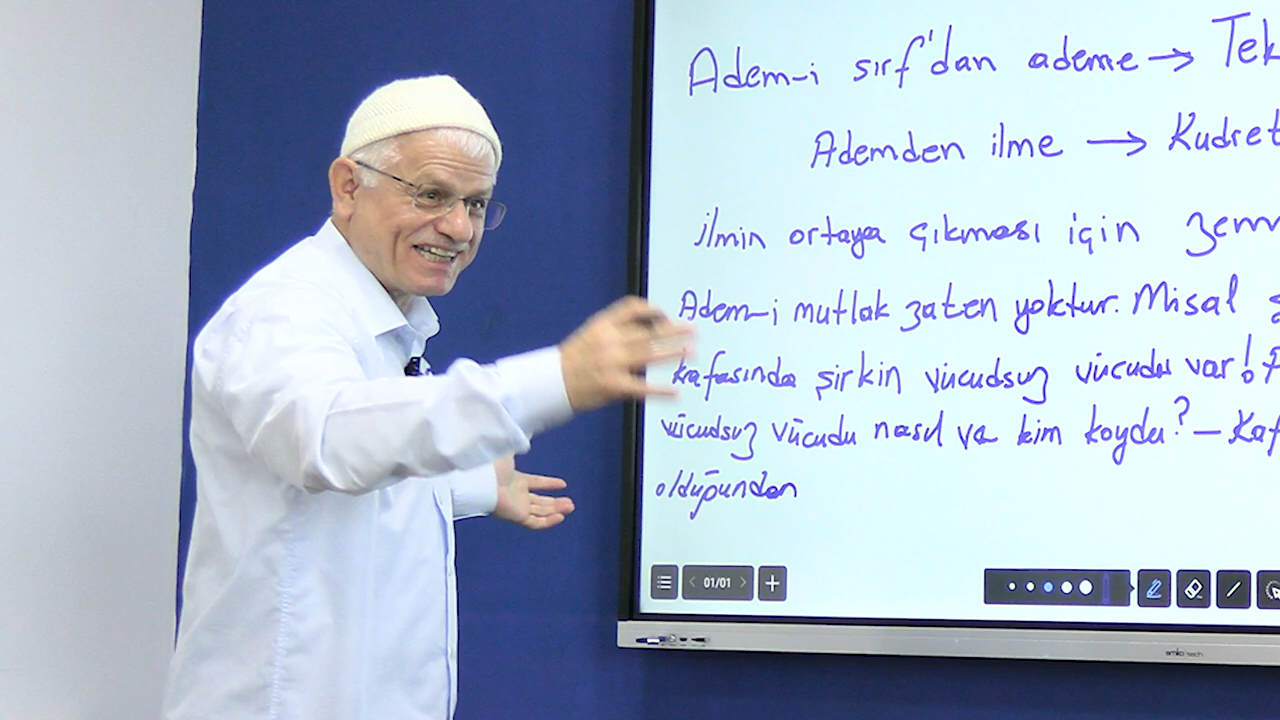 Adem-i sırf'dan ademe → Tek
Ademden ilme → Kudret
ilmin ortaya çıkması için zem
Adem-i mutlak zaten yoktur. Misal
kafasında şirkin vücudsuz vücudu var!
vücudsuz vücudu nasıl ve kim koydu? - Kaf
olduğundan
01/01